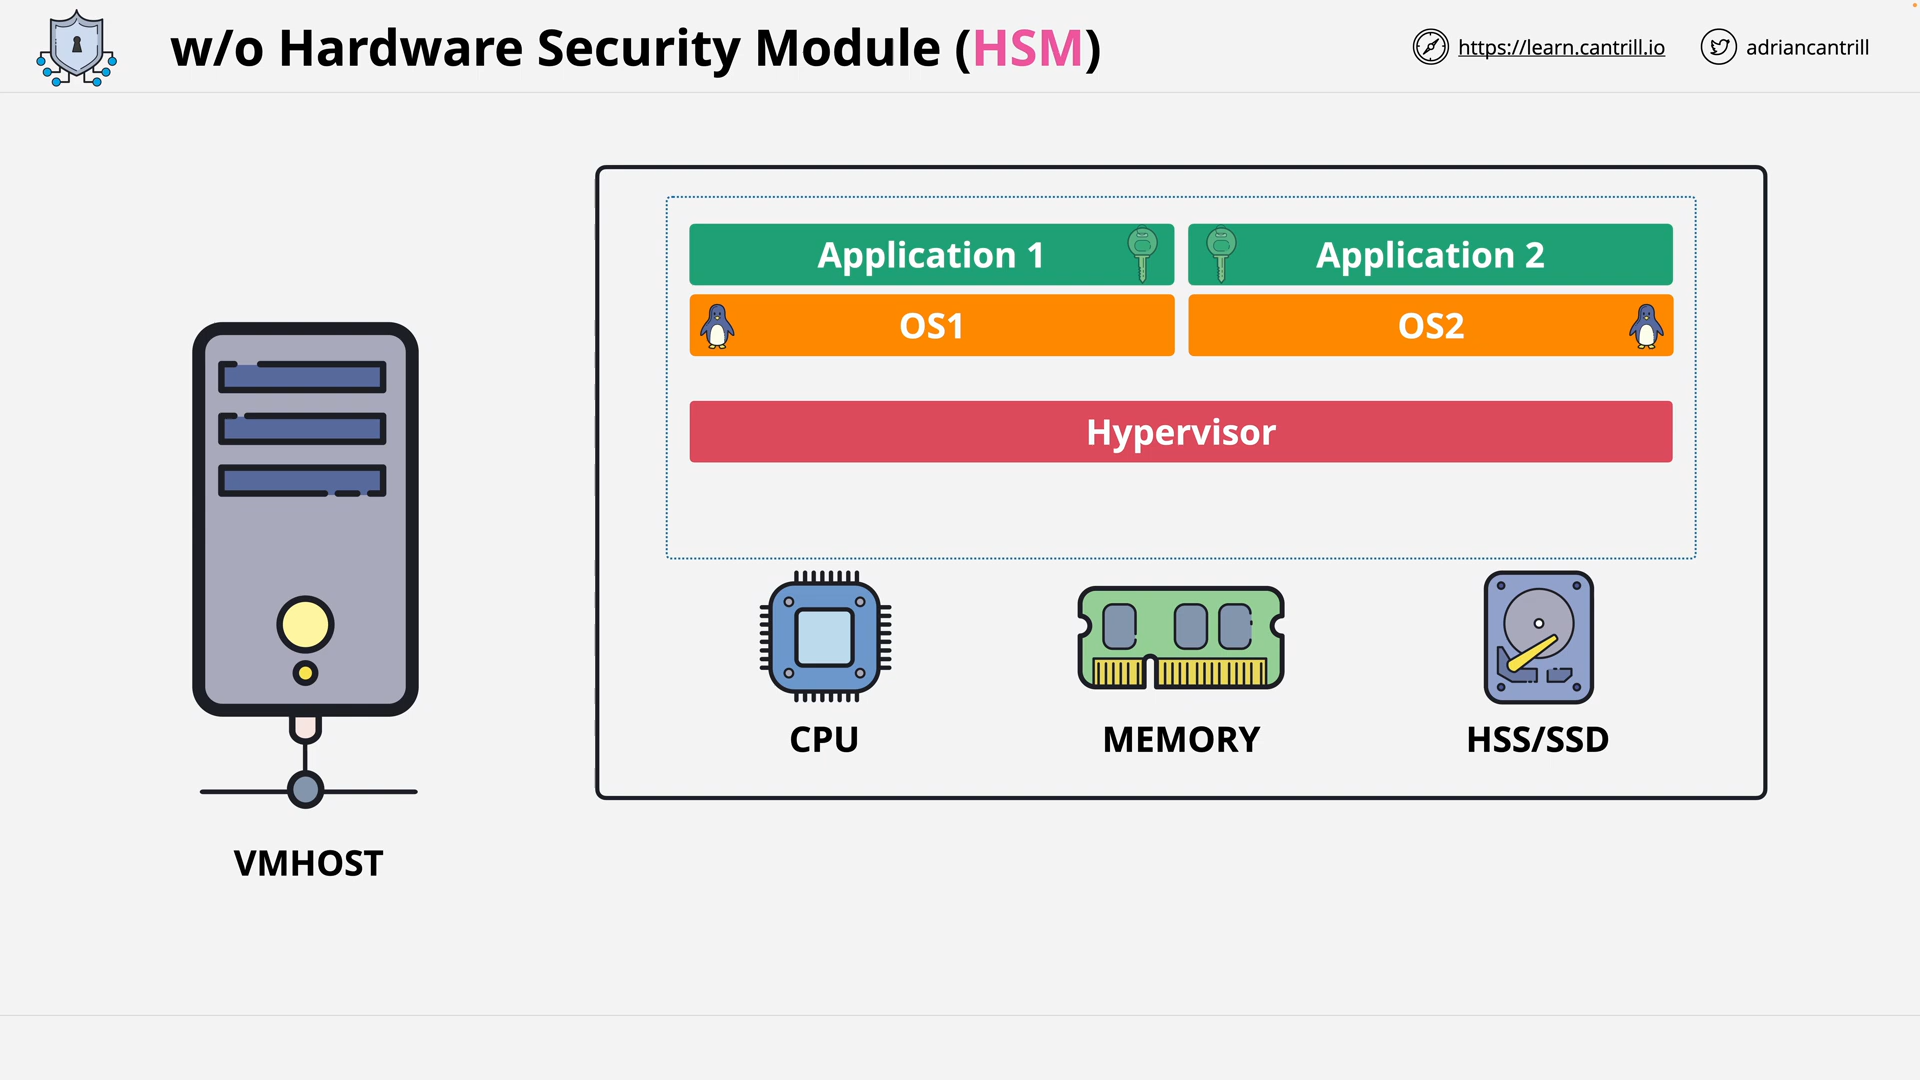 w/o Hardware Security Module (HSM)
https://learn.cantrill.io
adriancantrill
Application 1
Application 2
OS1
OS2
Hypervisor
CPU
MEMORY
HSS/SSD
VMHOST